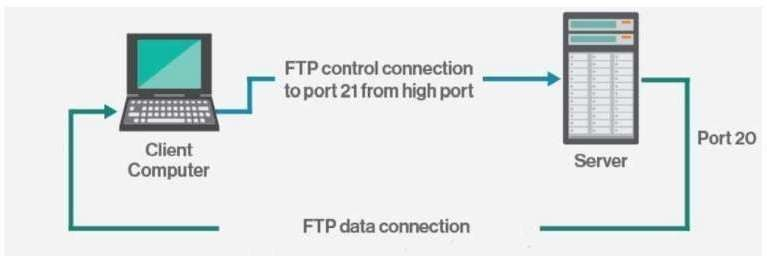 FTP control connection
to port 21 from high port
Client
Computer
Server
Port 20
FTP data connection